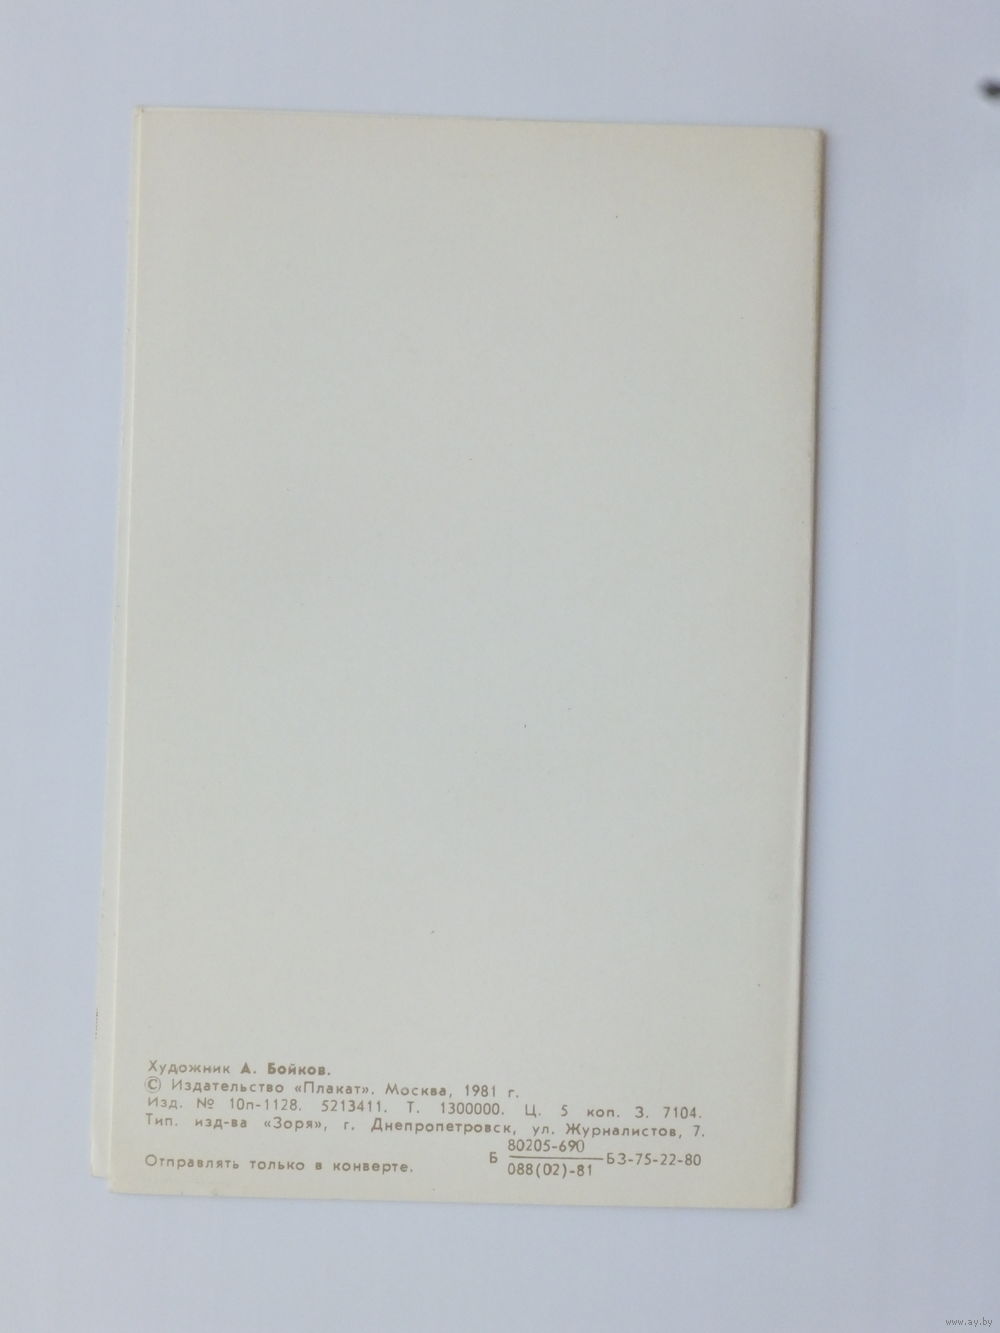 Художник А. Бойков.
© Издательство «Плакат». Москва, 1981 г.
Изд. № 10п-1128. 5213411. Т. 1300000. Ц. 5 коп. З. 7104.
Тип. изд-ва «Зоря», г. Днепропетровск, ул. Журналистов, 7.
Б 80205-690 БЗ-75-22-80
088(02)-81
Отправлять только в конверте.
www.ay.by